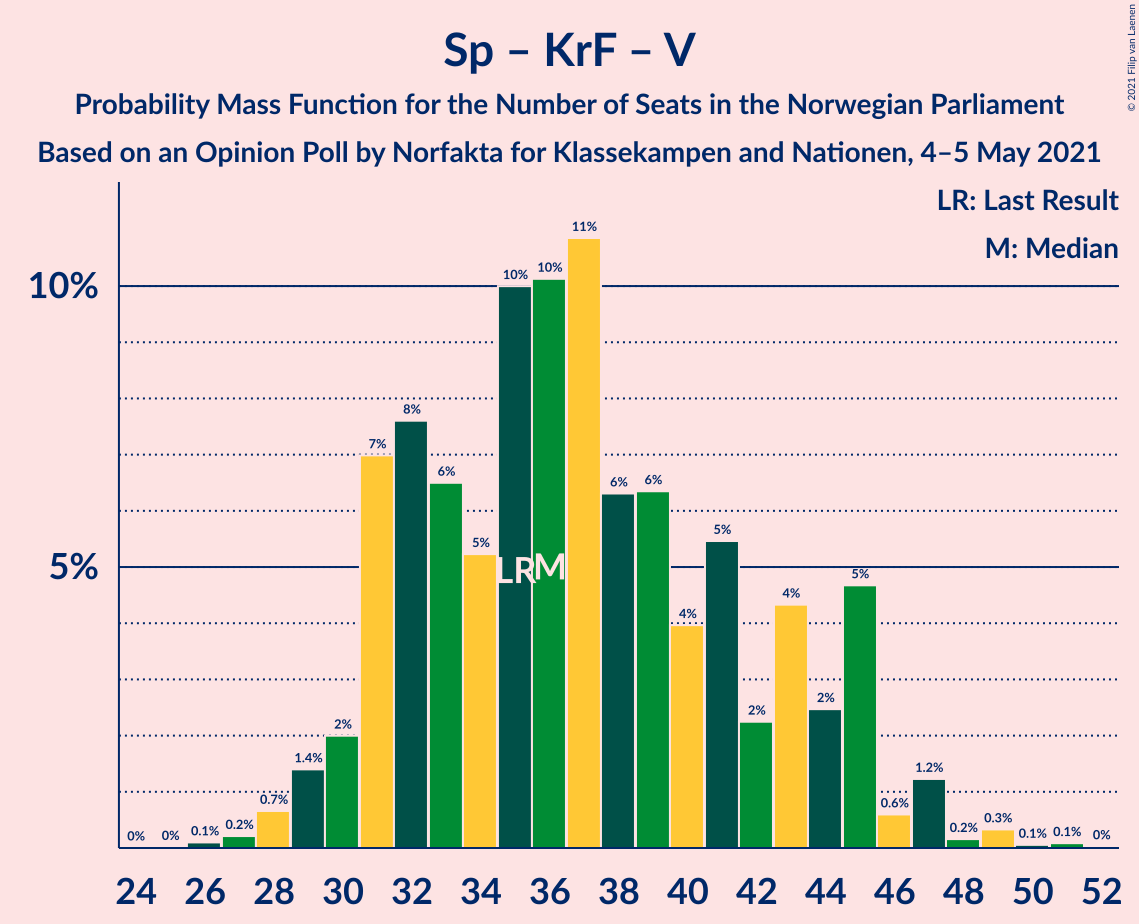 Sp – KrF – V
Probability Mass Function for the Number of Seats in the Norwegian Parliament
Based on an Opinion Poll by Norfakta for Klassekampen and Nationen, 4–5 May 2021
© 2021 Filip van Laenen
LR: Last Result
M: Median
10%
5%
0% 0% 0.1% 0.2% 0.7% 1.4% 2% 7% 8% 6% 5% 10% 10% 11% 6% 6% 4% 5% 2% 4% 2% 5% 0.6% 1.2% 0.2% 0.3% 0.1% 0.1% 0%
LR M
24 26 28 30 32 34 36 38 40 42 44 46 48 50 52